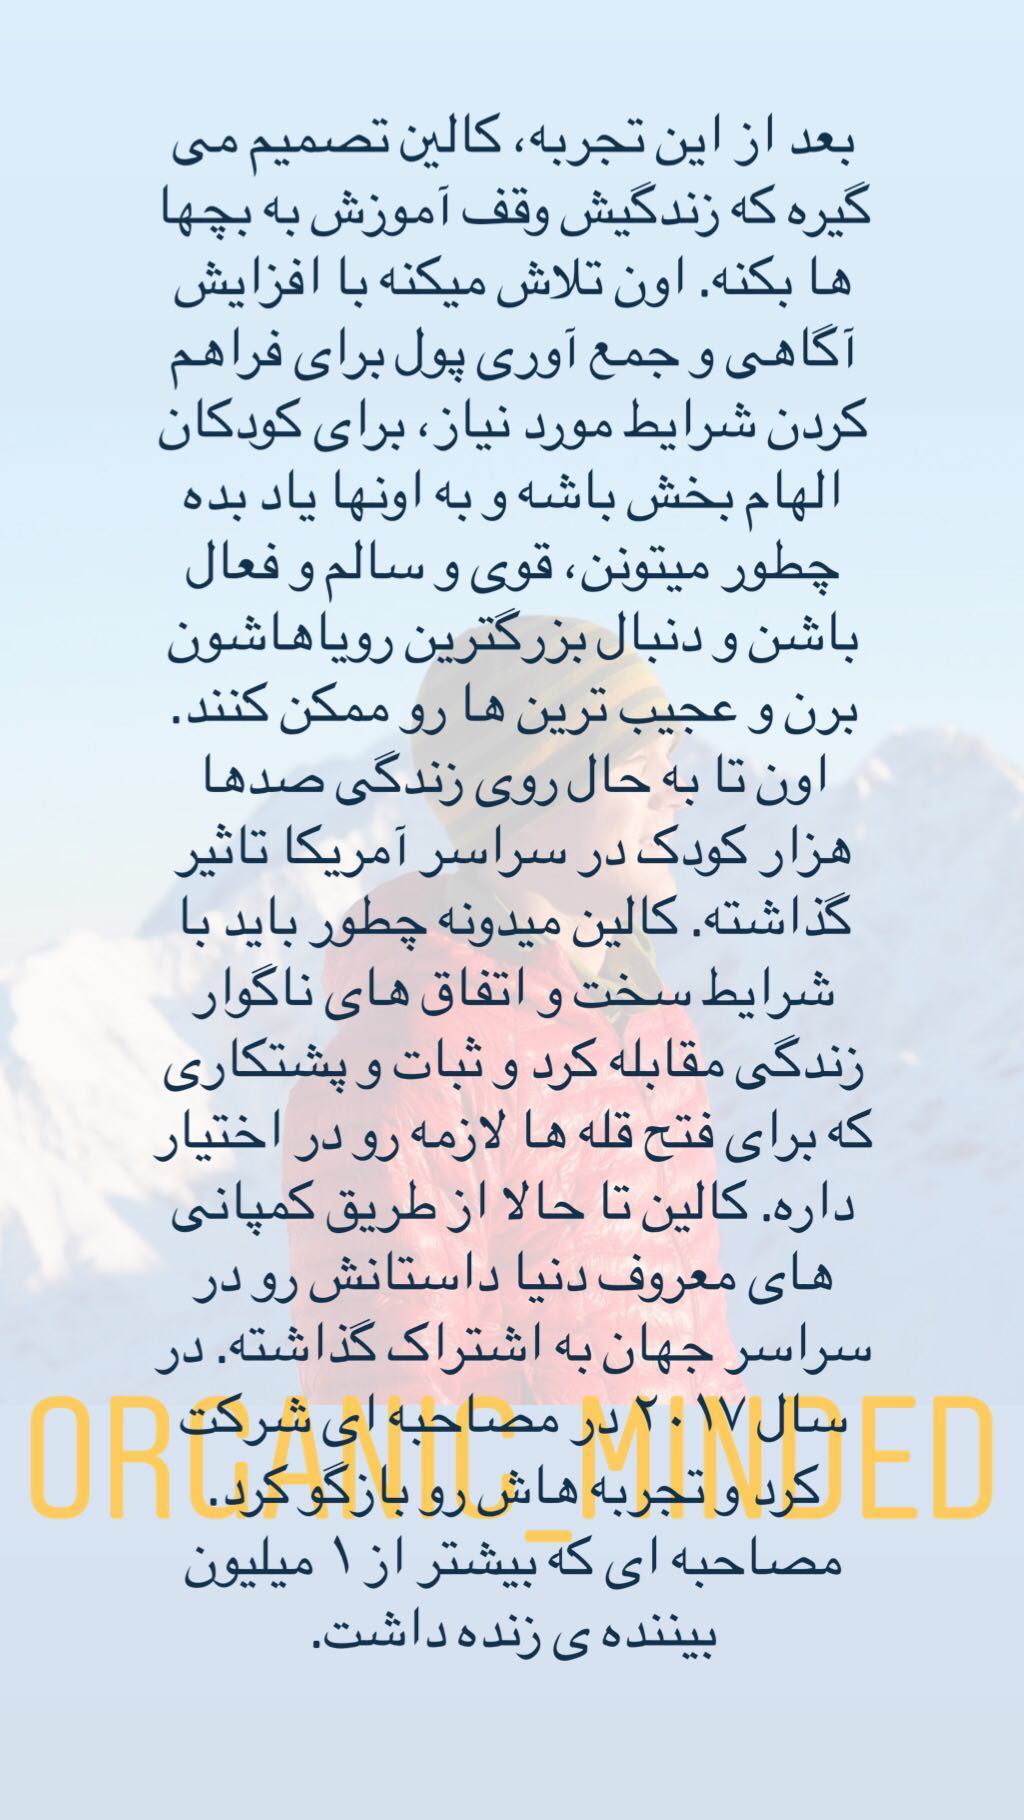 بعد از این تجربه، کالین تصمیم می
گیره که زندگیش وقف آموزش به بچها
ها بکنه. اون تلاش میکنه با افزایش
آگاهی و جمع آوری پول برای فراهم
کردن شرایط مورد نیاز، برای کودکان
الهام بخش باشه و به اونها یاد بده
چطور میتونن، قوی و سالم و فعال
باشن و دنبال بزرگترین رویاهاشون
برن و عجیب ترین ها رو ممکن کنند.
اون تا به حال روی زندگی صدها
هزار کودک در سراسر آمریکا تاثیر
گذاشته. کالین میدونه چطور باید با
شرایط سخت و اتفاق های ناگوار
زندگی مقابله کرد و ثبات و پشتکاری
که برای فتح قله ها لازمه رو در اختیار
داره. کالین تا حالا از طریق کمپانی
های معروف دنیا داستانش رو در
سراسر جهان به اشتراک گذاشته. در
سال ۲۰۱۷ در مصاحبه ای شرکت
کرد و تجربه هاش رو بازگو کرد.
مصاحبه ای که بیشتر از ۱ میلیون
بیننده ی زنده داشت.
ORGANIC_MINDED